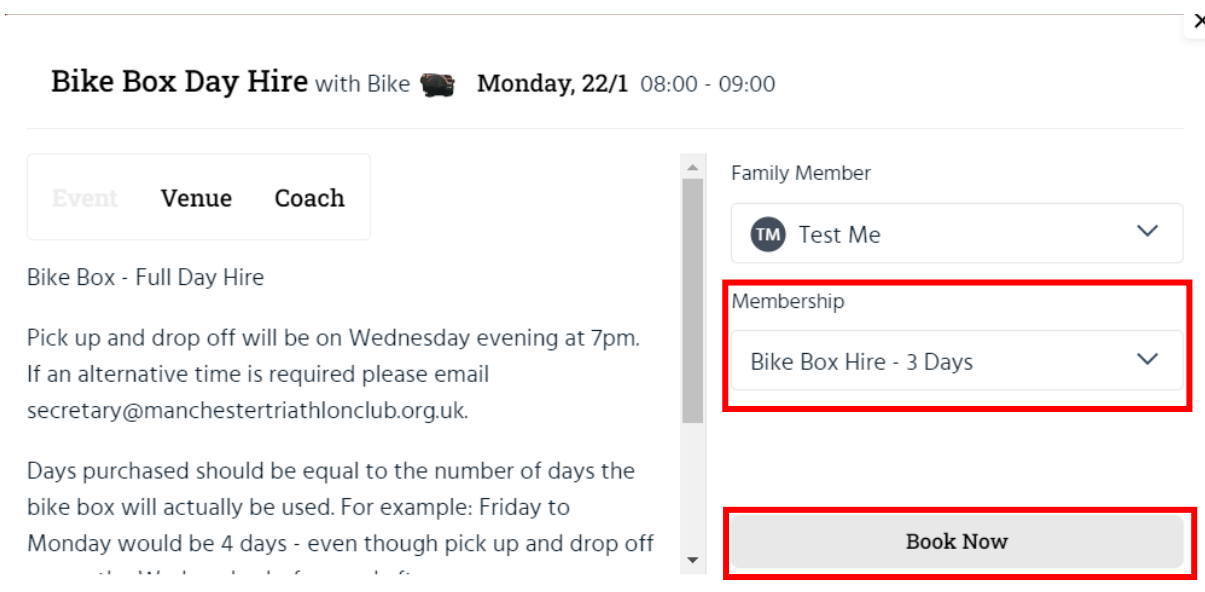 Bike Box Day Hire with Bike Monday, 22/1 08:00 - 09:00
Event Venue Coach
Bike Box - Full Day Hire
Pick up and drop off will be on Wednesday evening at 7pm.
If an alternative time is required please email
secretary@manchestertriathlonclub.org.uk.
Days purchased should be equal to the number of days the
bike box will actually be used. For example: Friday to
Monday would be 4 days - even though pick up and drop off
Family Member
TM Test Me
Membership
Bike Box Hire - 3 Days
Book Now